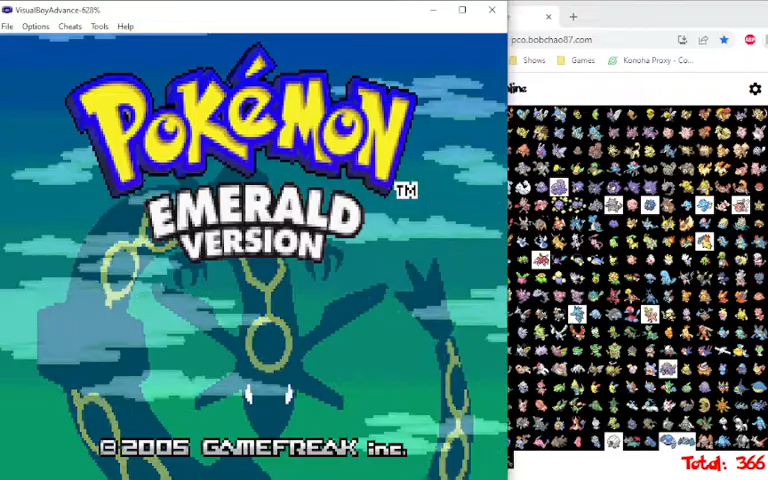 VisualBoyAdvance-628%
File Options Cheats Tools Help
POKéMON
TM
EMERALD
VERSION
©2005 GAMEFREAK inc.
pco.bobchao87.com
Shows Games Konoha Proxy - Co...
ABP
Total: 366